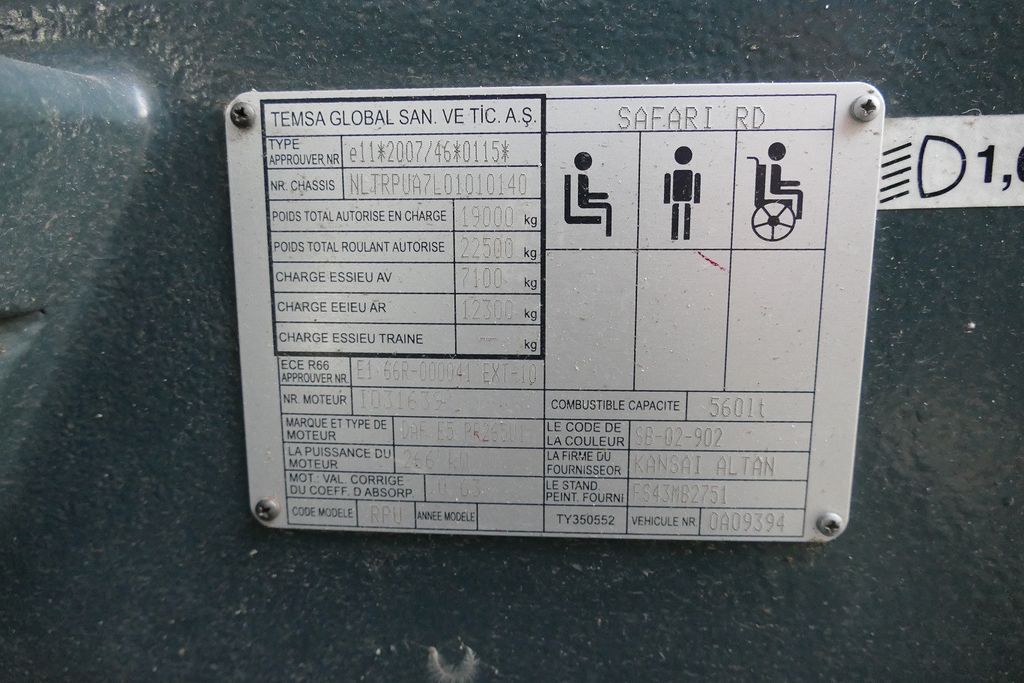 TEMSA GLOBAL SAN. VE TİC. A.Ş.
TYPE APPROUVER NR e11*2007/46*0115*
NR. CHASSIS NLTRPUA7L01010140
POIDS TOTAL AUTORISE EN CHARGE 19000 kg
POIDS TOTAL ROULANT AUTORISE 22500 kg
CHARGE ESSIEU AV 7100 kg
CHARGE EEIEU AR 12300 kg
CHARGE ESSIEU TRAINE — kg
ECE R66 APPROUVER NR. E1*66R-000041 EXT-10
NR. MOTEUR
MARQUE ET TYPE DE MOTEUR DAF E5
LA PUISSANCE DU MOTEUR
MOT.: VAL. CORRIGE DU COEFF. D ABSORP.
CODE MODELE RPU ANNEE MODELE
SAFARI RD
COMBUSTIBLE CAPACITE 560lt
LE CODE DE LA COULEUR SB-02-902
LA FIRME DU FOURNISSEUR KANSAI ALTAN
LE STAND PEINT. FOURNI FS43MB2751
TY350552 VEHICULE NR 0A09394